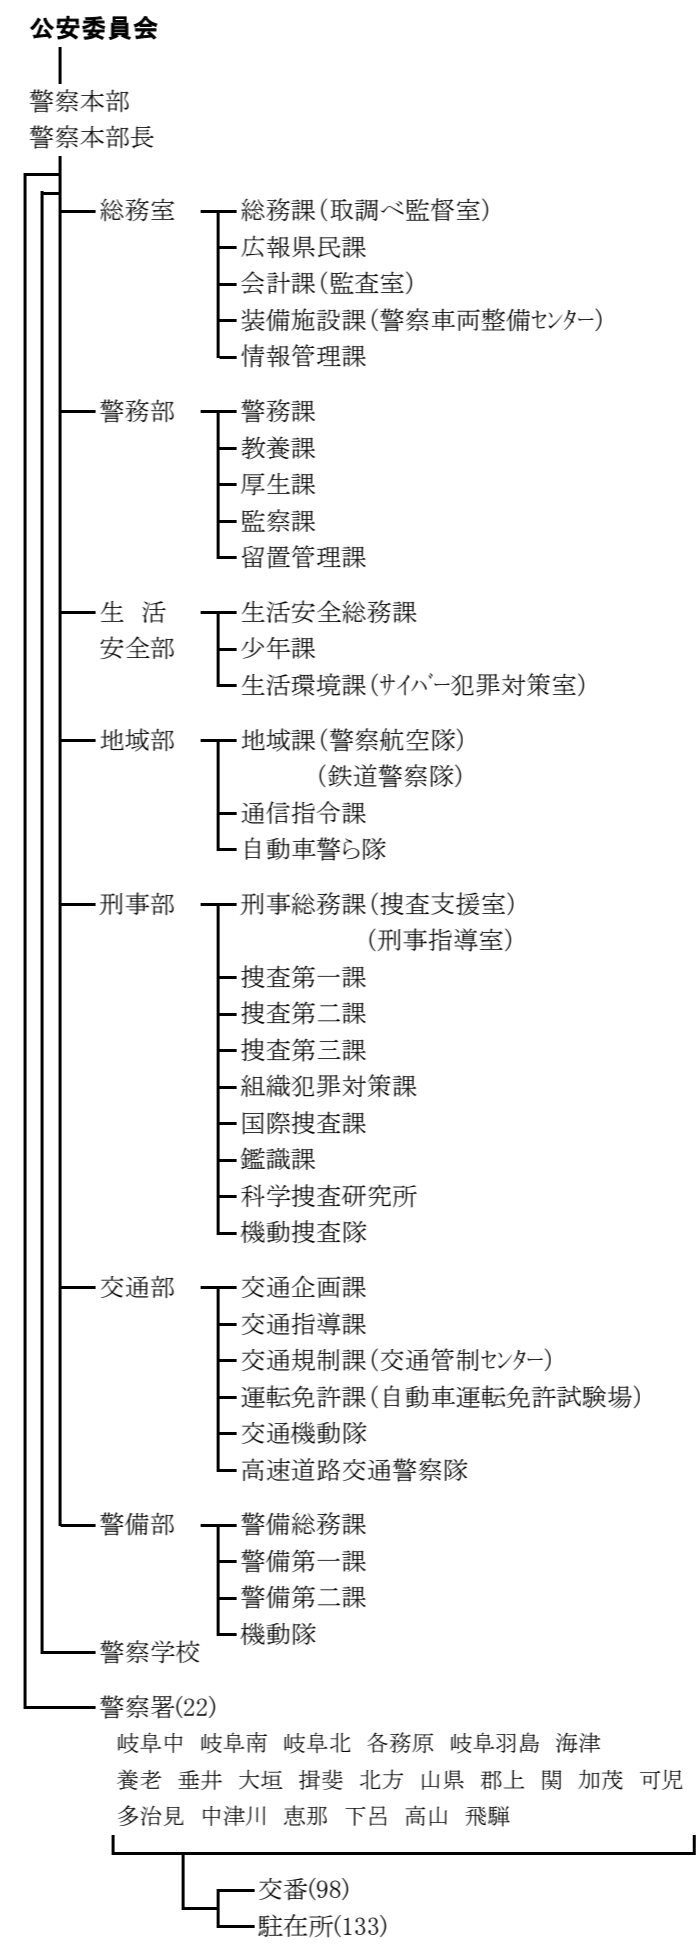 公安委員会
警察本部
警察本部長
総務室 総務課(取調べ監督室)
広報県民課
会計課(監査室)
装備施設課(警察車両整備ｾﾝﾀｰ)
情報管理課
警務部 警務課
教養課
厚生課
監察課
留置管理課
生 活 生活安全総務課
安全部 少年課
生活環境課(ｻｲﾊﾞｰ犯罪対策室)
地域部 地域課(警察航空隊)
(鉄道警察隊)
通信指令課
自動車警ら隊
刑事部 刑事総務課(捜査支援室)
(刑事指導室)
捜査第一課
捜査第二課
捜査第三課
組織犯罪対策課
国際捜査課
鑑識課
科学捜査研究所
機動捜査隊
交通部 交通企画課
交通指導課
交通規制課(交通管制ｾﾝﾀｰ)
運転免許課(自動車運転免許試験場)
交通機動隊
高速道路交通警察隊
警備部 警備総務課
警備第一課
警備第二課
機動隊
警察学校
警察署(22)
岐阜中 岐阜南 岐阜北 各務原 岐阜羽島 海津
養老 垂井 大垣 揖斐 北方 山県 郡上 関 加茂 可児
多治見 中津川 恵那 下呂 高山 飛騨
交番(98)
駐在所(133)